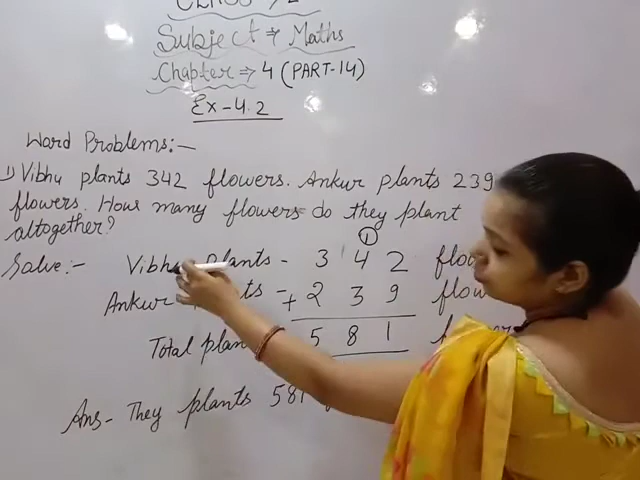 Subject → Maths
Chapter ⇒ 4 (PART-14)
Ex-4.2
Word Problems:-
1) Vibhu plants 342 flowers. Ankur plants 239
flowers. How many flowers do they plant
altogether?
1
Solve:- Vibhu plants - 3 4 2
Ankur - + 2 3 9
Total 5 8 1
Ans- They plants 581